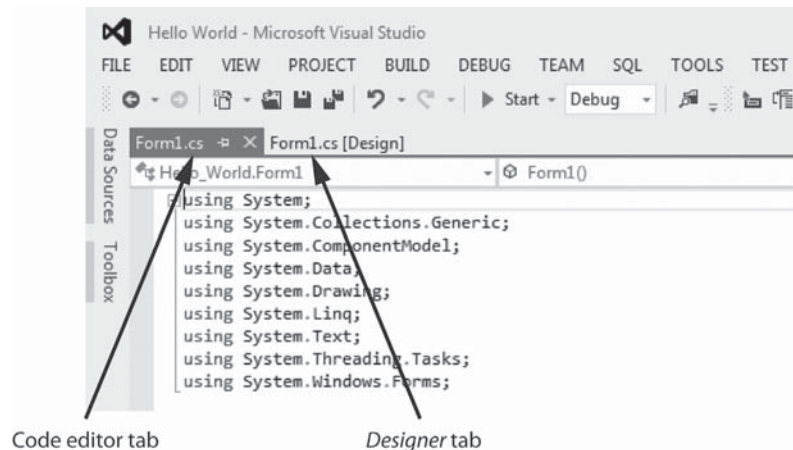 Hello World - Microsoft Visual Studio
FILE EDIT VIEW PROJECT BUILD DEBUG TEAM SQL TOOLS TEST
Start Debug
Form1.cs Form1.cs [Design]
Data Sources
Toolbox
Hello_World.Form1 Form1()
using System;
using System.Collections.Generic;
using System.ComponentModel;
using System.Data;
using System.Drawing;
using System.Linq;
using System.Text;
using System.Threading.Tasks;
using System.Windows.Forms;
Code editor tab Designer tab